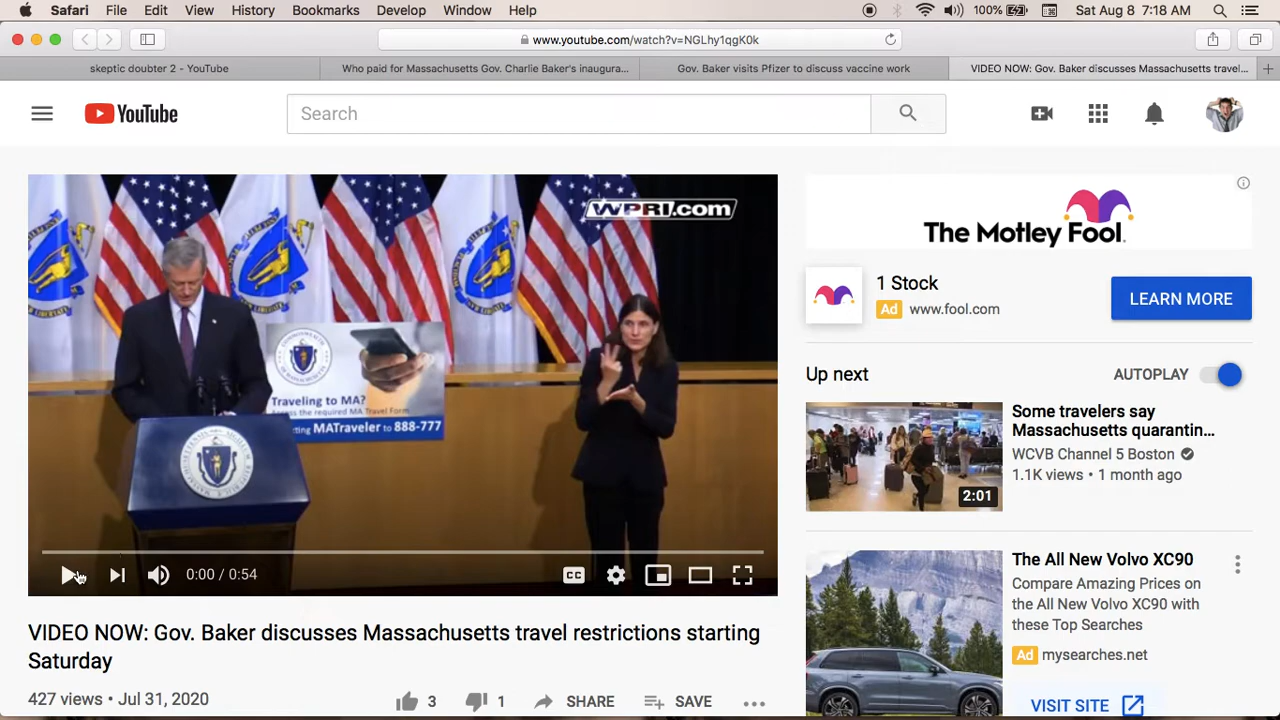 Safari File Edit View History Bookmarks Develop Window Help 100% Sat Aug 8 7:18 AM
www.youtube.com/watch?v=NGLhy1qgK0k
skeptic doubter 2 - YouTube
Who paid for Massachusetts Gov. Charlie Baker's inaugura...
Gov. Baker visits Pfizer to discuss vaccine work
VIDEO NOW: Gov. Baker discusses Massachusetts travel...
YouTube
Search
WPRI.com
COMMONWEALTH
Traveling to MA?
the required MA Travel Form
MATraveler to 888-777
0:00 / 0:54
CC
VIDEO NOW: Gov. Baker discusses Massachusetts travel restrictions starting
Saturday
427 views • Jul 31, 2020
3
1
SHARE
SAVE
The Motley Fool.
1 Stock
Ad www.fool.com
LEARN MORE
Up next
AUTOPLAY
2:01
Some travelers say
Massachusetts quarantin...
WCVB Channel 5 Boston
1.1K views • 1 month ago
The All New Volvo XC90
Compare Amazing Prices on
the All New Volvo XC90 with
these Top Searches
Ad mysearches.net
VISIT SITE